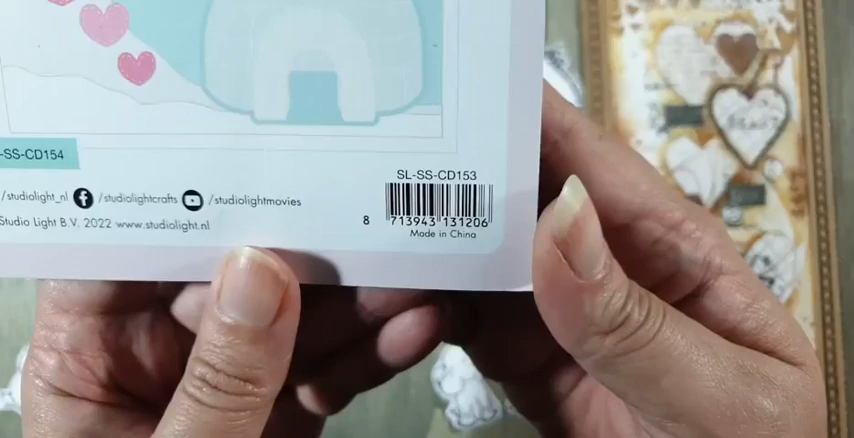 -SS-CD154
SL-SS-CD153
/studiolight_nl /studiolightcrafts /studiolightmovies
Studio Light B.V. 2022 www.studiolight.nl
8 713943 131206
Made in China